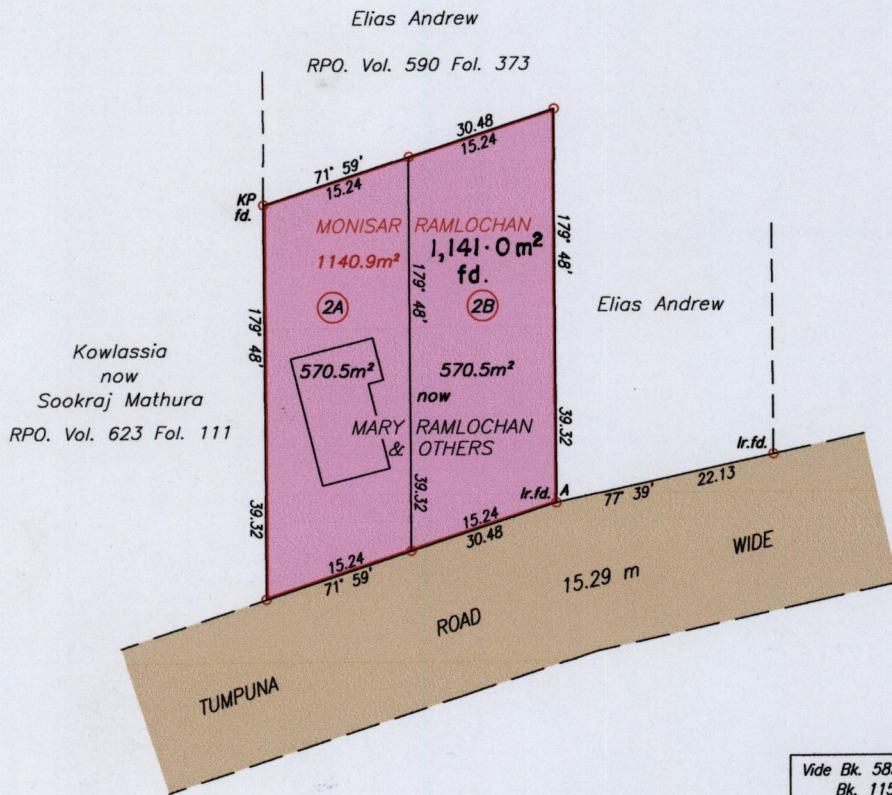 Elias Andrew
RPO. Vol. 590 Fol. 373
30.48
15.24
71° 59'
15.24
KP
fd.
MONISAR RAMLOCHAN
1140.9m²
1,141.0m²
fd.
179° 48'
179° 48'
179° 48'
2A
2B
Elias Andrew
Kowlassia
now
Sookraj Mathura
RPO. Vol. 623 Fol. 111
570.5m²
570.5m²
now
MARY RAMLOCHAN
& OTHERS
39.32
39.32
39.32
Ir.fd.
Ir.fd. A
77° 39' 22.13
15.24
30.48
15.24
71° 59'
TUMPUNA ROAD 15.29 m WIDE
Vide Bk.
Bk.